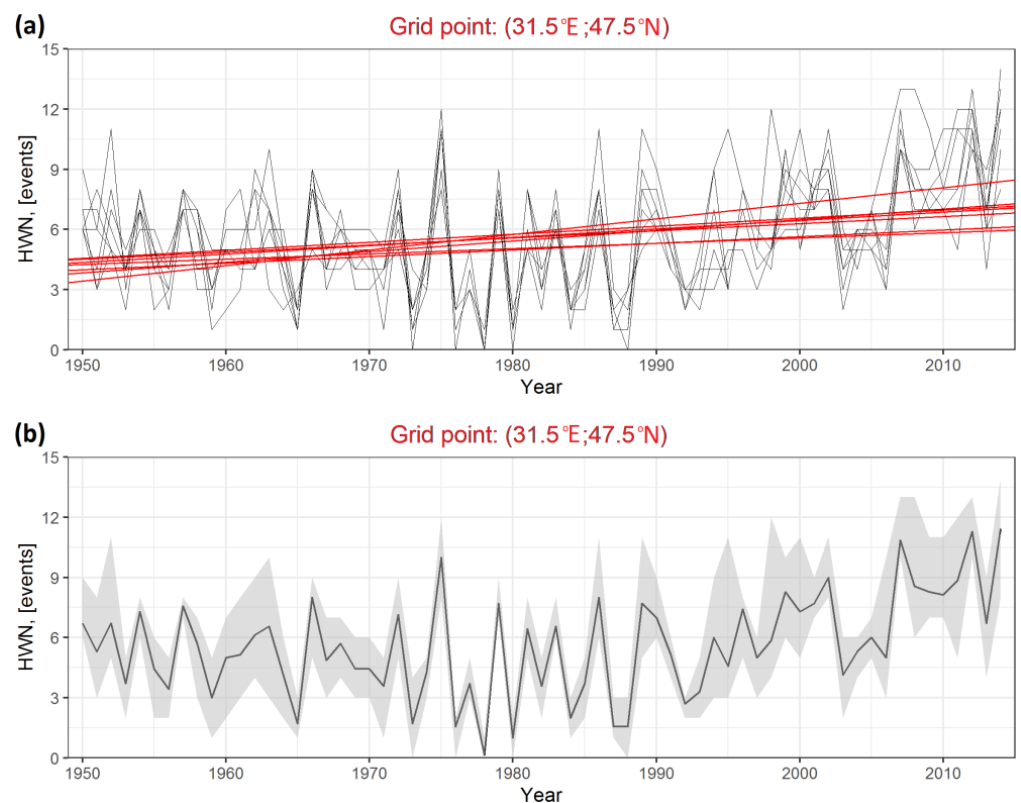 (a)
Grid point: (31.5°E;47.5°N)
15
12
9
6
3
0
HWN, [events]
1950 1960 1970 1980 1990 2000 2010
Year
(b)
Grid point: (31.5°E;47.5°N)
15
12
9
6
3
0
HWN, [events]
1950 1960 1970 1980 1990 2000 2010
Year